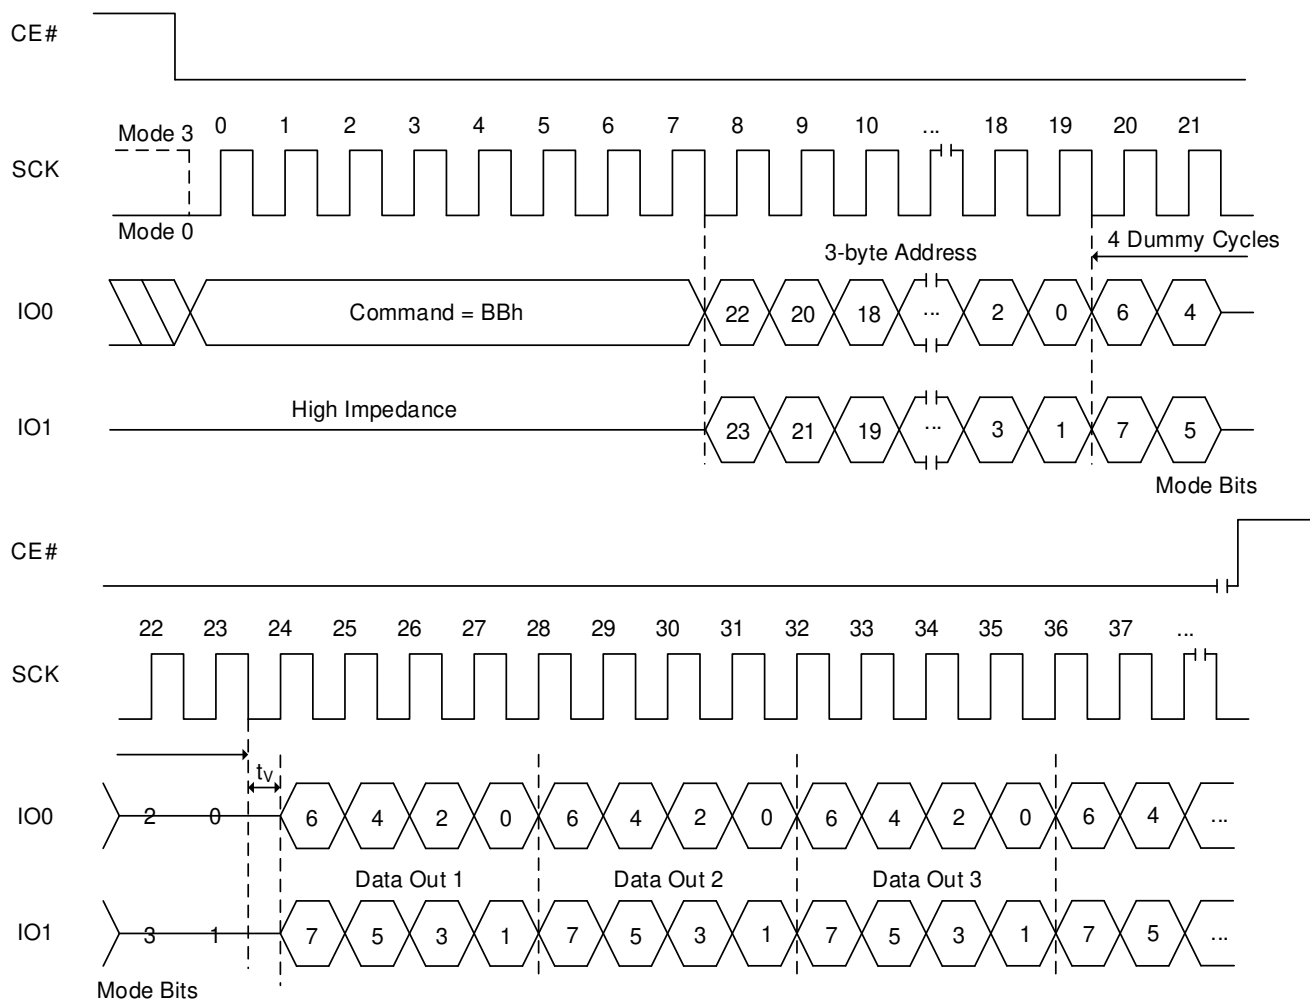 CE#
0 1 2 3 4 5 6 7 8 9 10 ... 18 19 20 21
Mode 3
SCK
Mode 0
3-byte Address
4 Dummy Cycles
IO0
Command = BBh
22 20 18 ... 2 0 6 4
High Impedance
IO1
23 21 19 ... 3 1 7 5
Mode Bits
CE#
22 23 24 25 26 27 28 29 30 31 32 33 34 35 36 37 ...
SCK
tV
IO0
2 0 6 4 2 0 6 4 2 0 6 4 2 0 6 4 ...
Data Out 1 Data Out 2 Data Out 3
IO1
3 1 7 5 3 1 7 5 3 1 7 5 3 1 7 5 ...
Mode Bits